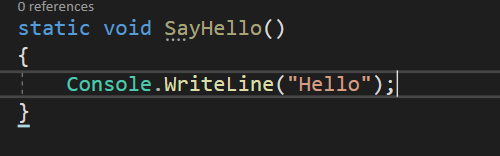 0 references
static void SayHello()
{
    Console.WriteLine("Hello");
}